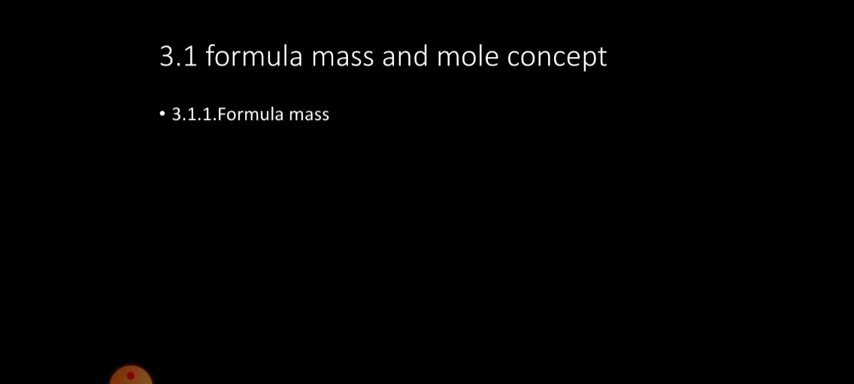 3.1 formula mass and mole concept
• 3.1.1.Formula mass